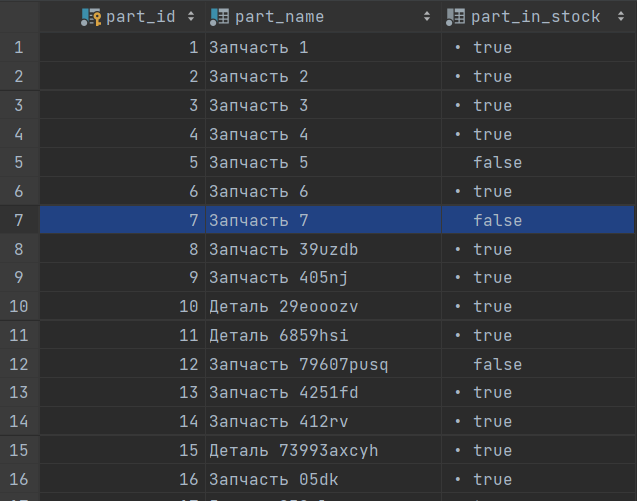 part_id part_name part_in_stock
1 1 Запчасть 1 • true
2 2 Запчасть 2 • true
3 3 Запчасть 3 • true
4 4 Запчасть 4 • true
5 5 Запчасть 5 false
6 6 Запчасть 6 • true
7 7 Запчасть 7 false
8 8 Запчасть 39uzdb • true
9 9 Запчасть 405nj • true
10 10 Деталь 29eooozv • true
11 11 Деталь 6859hsi • true
12 12 Запчасть 79607pusq false
13 13 Запчасть 4251fd • true
14 14 Запчасть 412rv • true
15 15 Деталь 73993axcyh • true
16 16 Запчасть 05dk • true